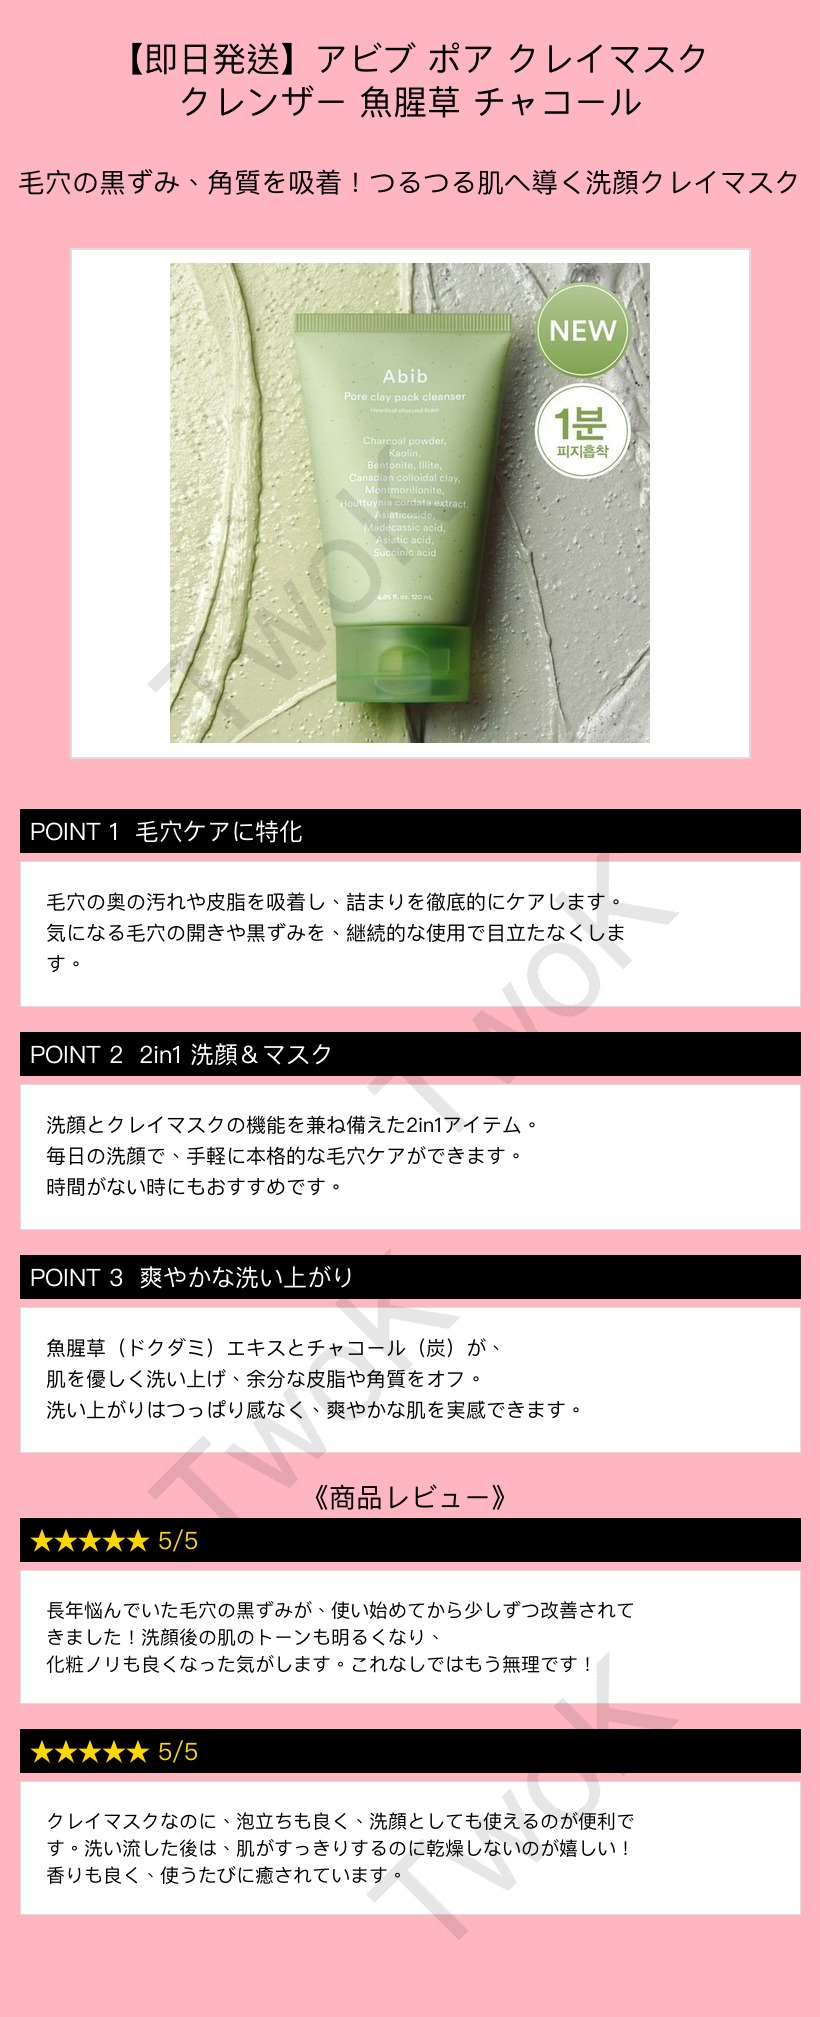 【即日発送】アビブ ポア クレイマスク
クレンザー 魚腥草 チャコール
毛穴の黒ずみ、角質を吸着！つるつる肌へ導く洗顔クレイマスク
NEW
1분
피지흡착
Abib
Pore clay pack cleanser
Heartleaf charcoal foam
Charcoal powder,
Kaolin,
Bentonite, Illite,
Canadian colloidal clay,
Montmorillonite,
Houttuynia cordata extract,
Asiaticoside,
Madecassic acid,
Asiatic acid,
Succinic acid
4.05 fl. oz. 120 mL
TwoK
POINT 1 毛穴ケアに特化
毛穴の奥の汚れや皮脂を吸着し、詰まりを徹底的にケアします。
気になる毛穴の開きや黒ずみを、継続的な使用で目立たなくしま
す。
TwoK
POINT 2 2in1 洗顔＆マスク
洗顔とクレイマスクの機能を兼ね備えた2in1アイテム。
毎日の洗顔で、手軽に本格的な毛穴ケアができます。
時間がない時にもおすすめです。
POINT 3 爽やかな洗い上がり
魚腥草（ドクダミ）エキスとチャコール（炭）が、
肌を優しく洗い上げ、余分な皮脂や角質をオフ。
洗い上がりはつっぱり感なく、爽やかな肌を実感できます。
TwoK
《商品レビュー》
★★★★★ 5/5
長年悩んでいた毛穴の黒ずみが、使い始めてから少しずつ改善されて
きました！洗顔後の肌のトーンも明るくなり、
化粧ノリも良くなった気がします。これなしではもう無理です！
★★★★★ 5/5
クレイマスクなのに、泡立ちも良く、洗顔としても使えるのが便利で
す。洗い流した後は、肌がすっきりするのに乾燥しないのが嬉しい！
香りも良く、使うたびに癒されています。
TwoK